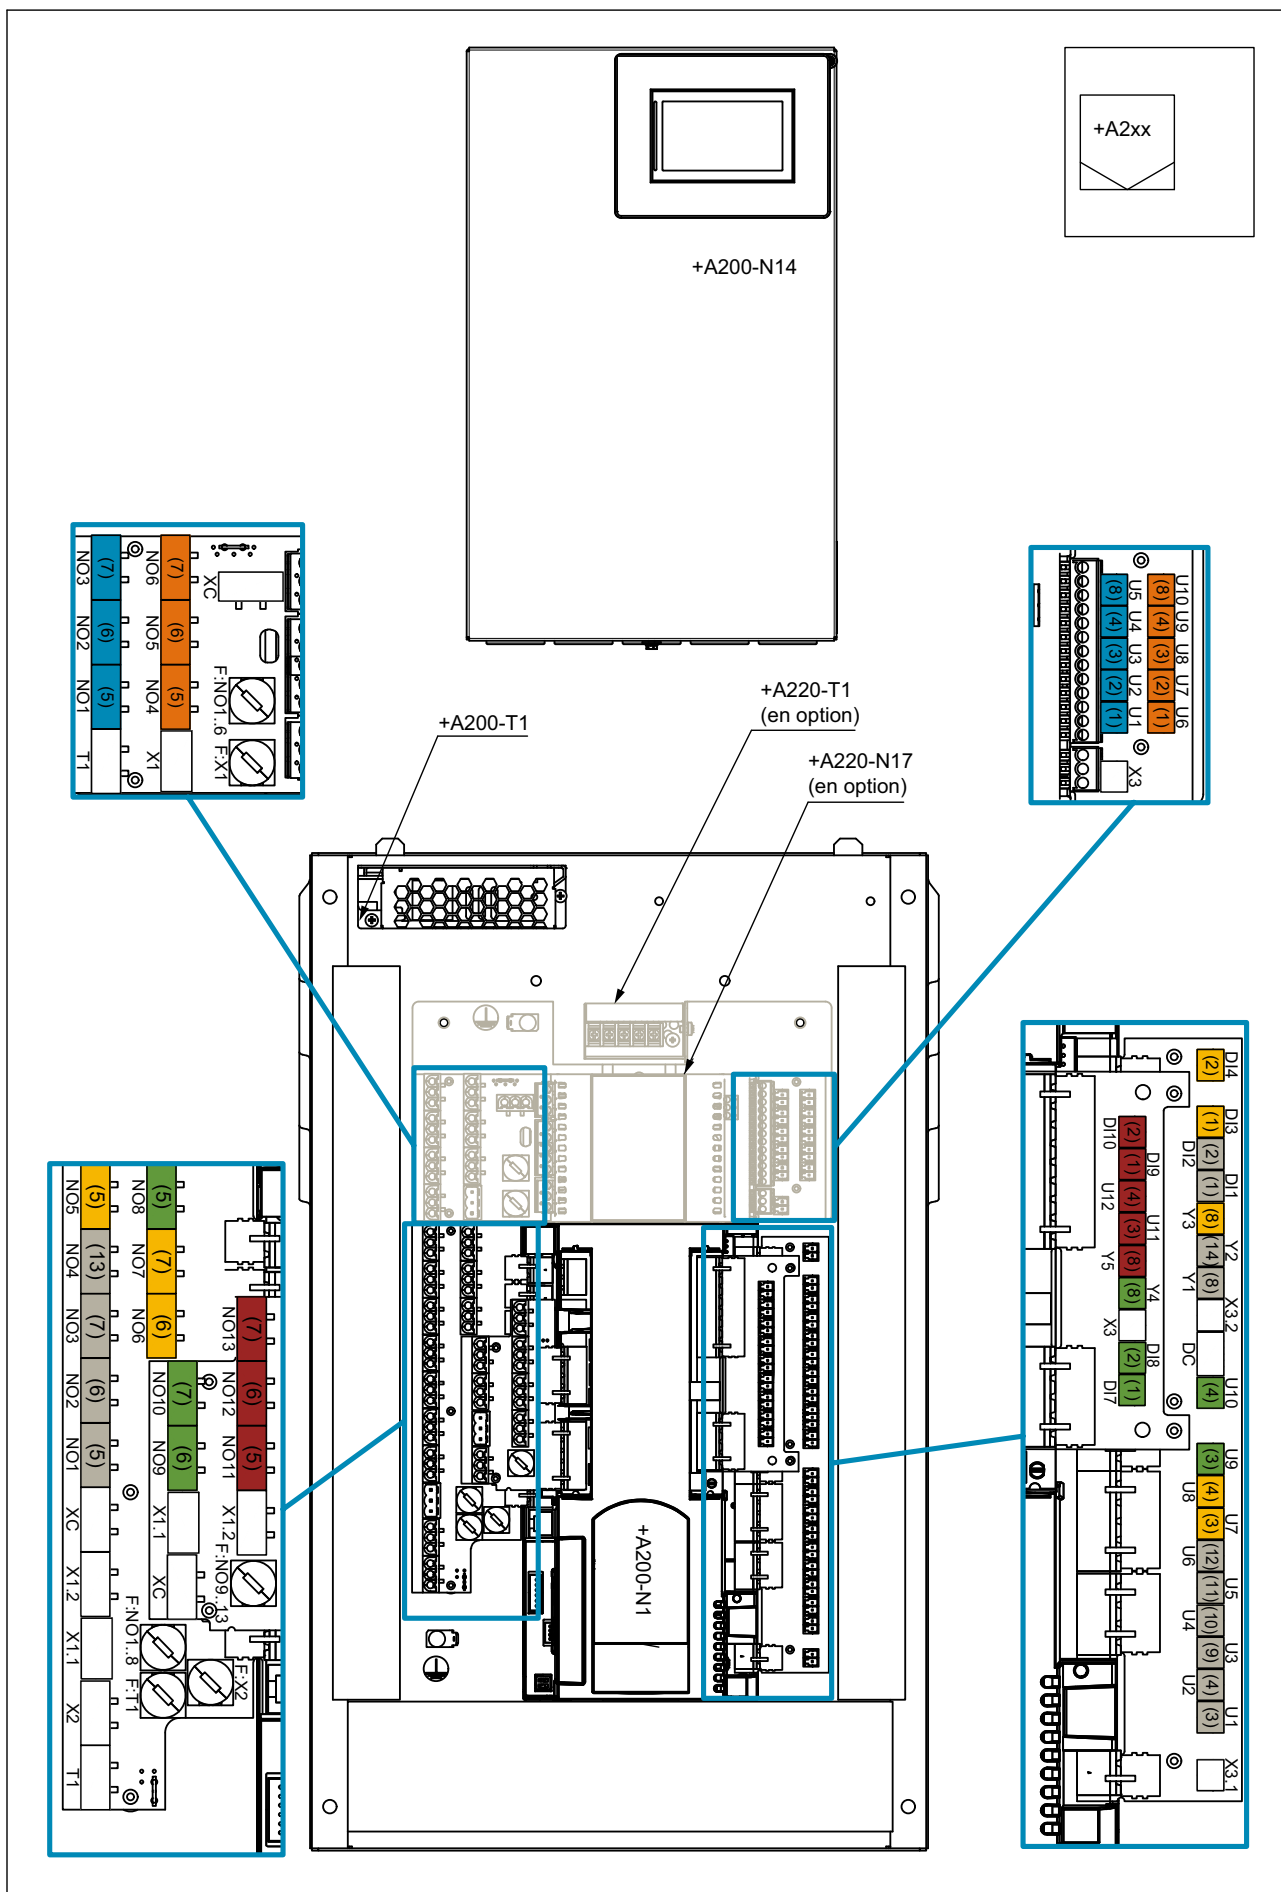 +A2xx
+A200-N14
+A220-T1
(en option)
+A200-T1
+A220-N17
(en option)
+A200-N1
NO3 (7)
NO2 (6)
NO1 (5)
T1
NO6 (7)
NO5 (6)
NO4 (5)
X1
XC
F:NO1..6
F:X1
(8) U5
(4) U4
(3) U3
(2) U2
(1) U1
(8) U10
(4) U9
(3) U8
(2) U7
(1) U6
X3
NO5 (5)
NO4 (13)
NO3 (7)
NO2 (6)
NO1 (5)
XC
X1.2
X1.1
X2
T1
NO8 (5)
NO7 (7)
NO6 (6)
NO10 (7)
NO9 (6)
X1.1
XC
NO13 (7)
NO12 (6)
NO11 (5)
X1.2
F:NO9..13
F:NO1..8
F:T1
F:X2
DI10 (2)
(1) DI9
U12 (4)
(3) U11
Y5 (8)
(8) Y4
X3
(2) DI8
DI7 (1)
(2) DI4
(1) DI3
DI2 (2)
(1) DI1
Y3 (8)
(14) Y2
Y1 (8)
X3.2
DC
(4) U10
(3) U9
U8 (4)
(3) U7
U6 (12)
(11) U5
U4 (10)
(9) U3
U2 (4)
(3) U1
X3.1